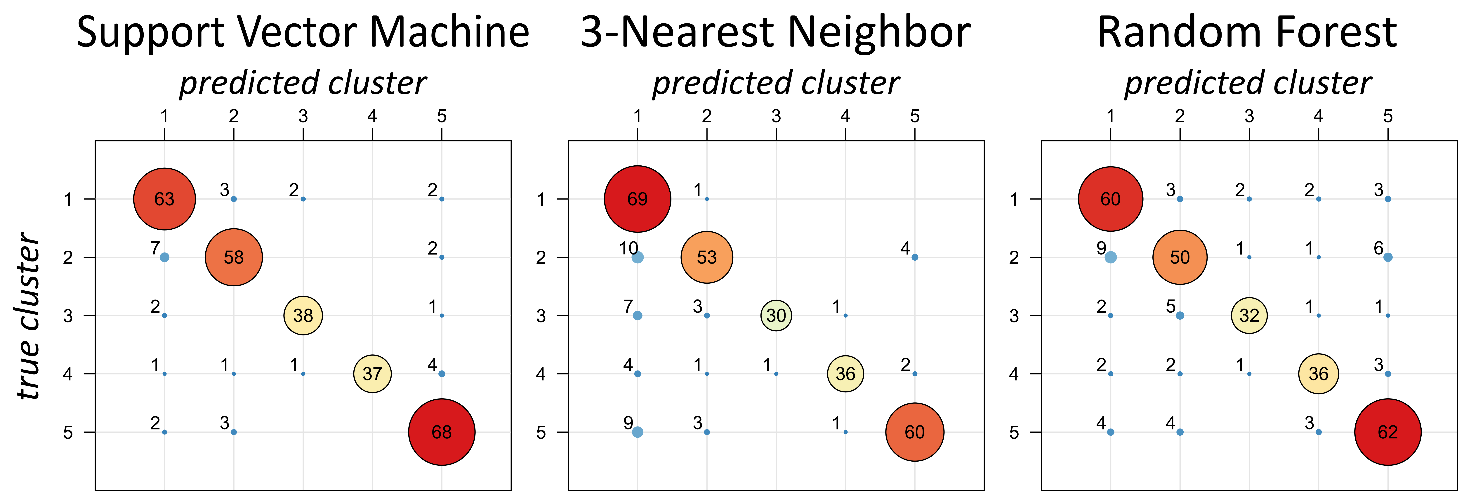 Support Vector Machine 3-Nearest Neighbor Random Forest
predicted cluster predicted cluster predicted cluster
1 2 3 4 5 1 2 3 4 5 1 2 3 4 5
1 63 3 2 2 1 69 1 1 60 3 2 2 3
2 7 58 2 2 10 53 4 2 9 50 1 1 6
3 2 38 1 3 7 3 30 1 3 2 5 32 1 1
4 1 1 1 37 4 4 4 1 1 36 2 4 2 2 1 36 3
5 2 3 68 5 9 3 1 60 5 4 4 3 62
true cluster